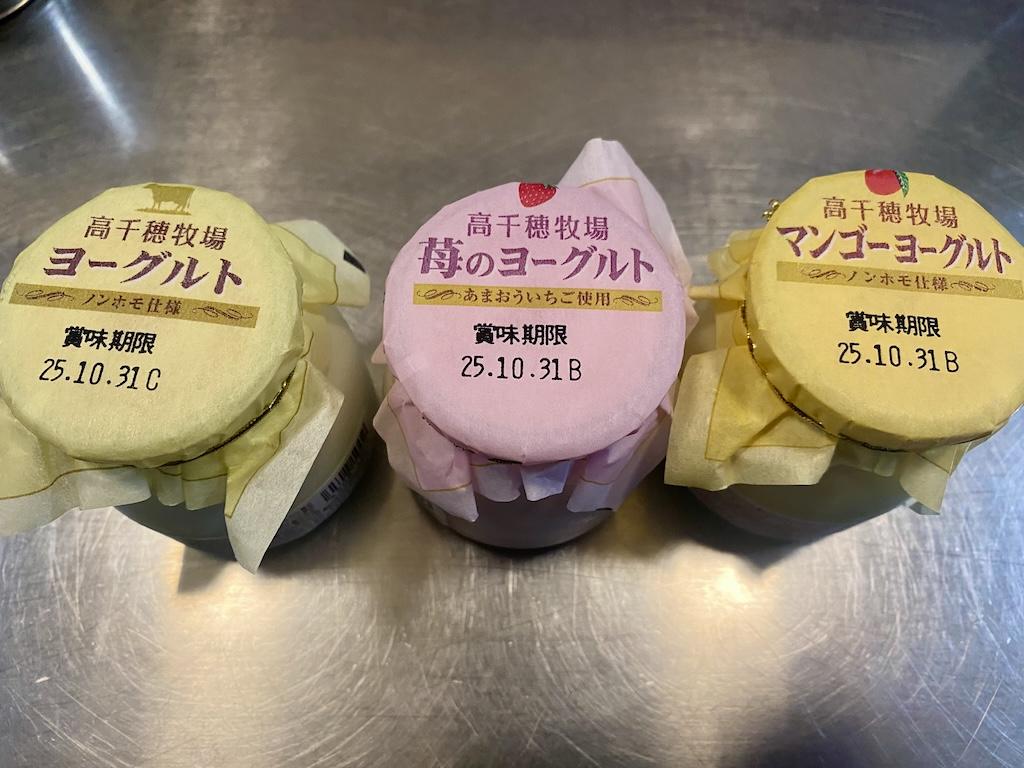 高千穂牧場
ヨーグルト
ノンホモ仕様
賞味期限
25.10.31C
高千穂牧場
苺のヨーグルト
あまおういちご使用
賞味期限
25.10.31B
高千穂牧場
マンゴーヨーグルト
ノンホモ仕様
賞味期限
25.10.31B